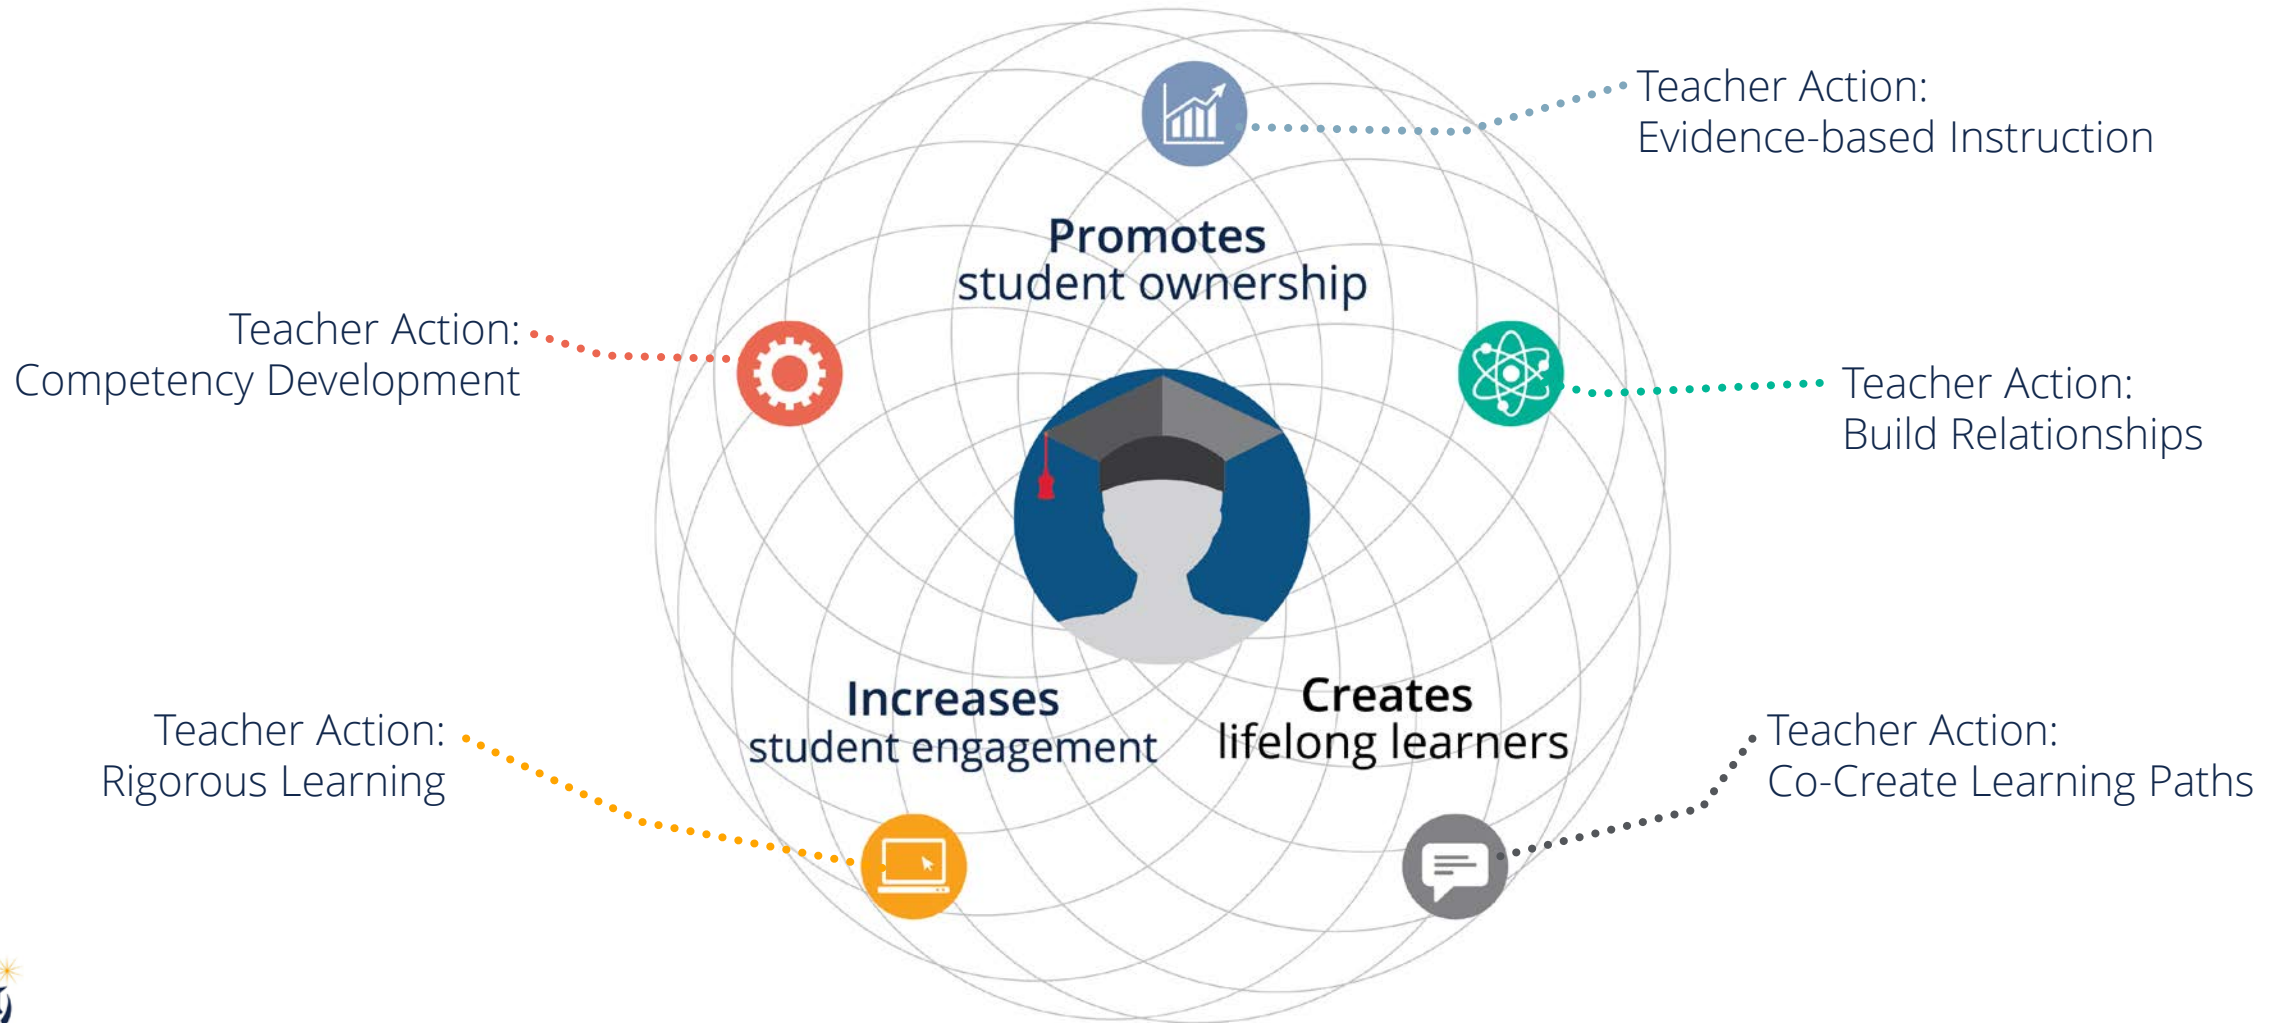 Teacher Action:
Evidence-based Instruction
Promotes
student ownership
Teacher Action:
Competency Development
Teacher Action:
Build Relationships
Increases
student engagement
Creates
lifelong learners
Teacher Action:
Rigorous Learning
Teacher Action:
Co-Create Learning Paths